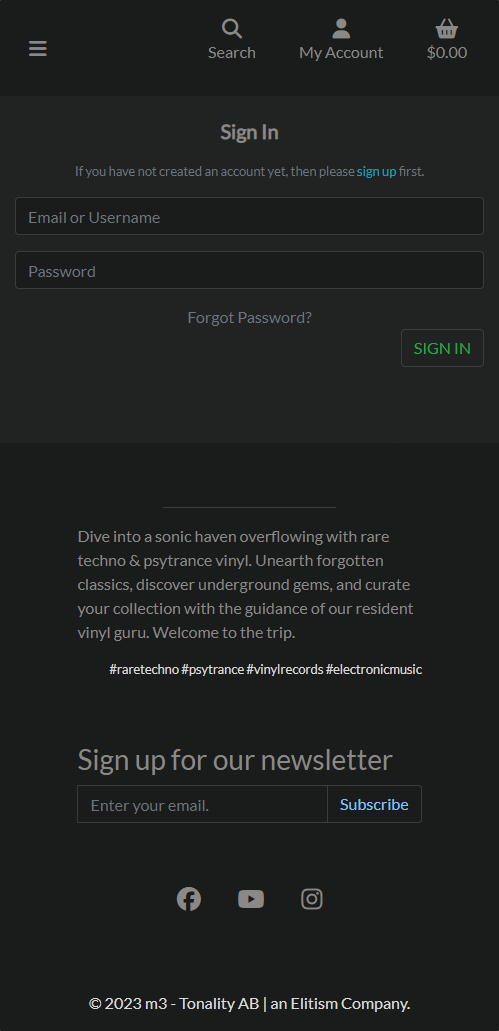 Search
My Account
$0.00
Sign In
If you have not created an account yet, then please sign up first.
Email or Username
Password
Forgot Password?
SIGN IN
Dive into a sonic haven overflowing with rare
techno & psytrance vinyl. Unearth forgotten
classics, discover underground gems, and curate
your collection with the guidance of our resident
vinyl guru. Welcome to the trip.
#raretechno #psytrance #vinylrecords #electronicmusic
Sign up for our newsletter
Enter your email.
Subscribe
© 2023 m3 - Tonality AB | an Elitism Company.